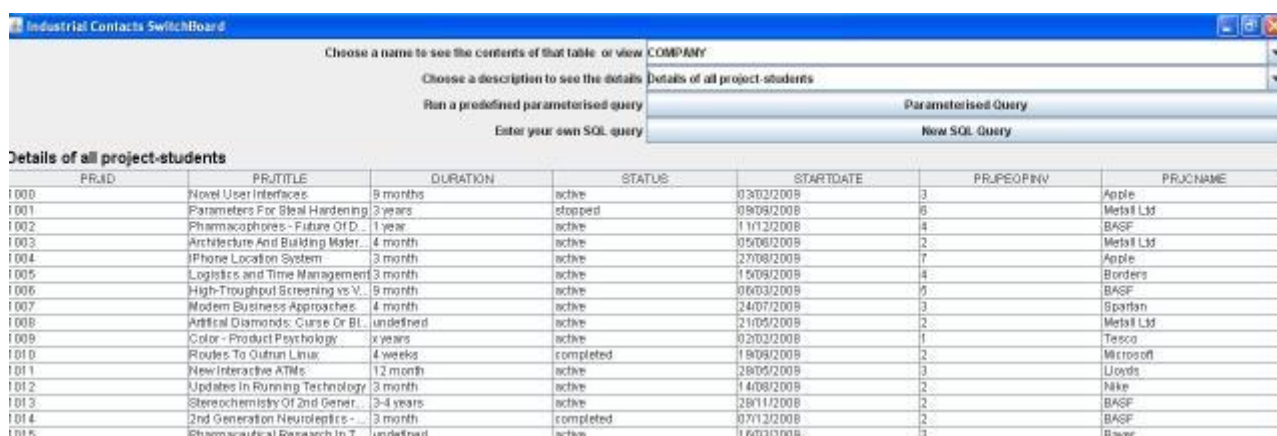 Industrial Contacts SwitchBoard
Choose a name to see the contents of that table or view COMPANY
Choose a description to see the details Details of all project-students
Run a predefined parameterised query Parameterised Query
Enter your own SQL query New SQL Query
Details of all project-students
PRJID PRJTITLE DURATION STATUS STARTDATE PRJPEOPINV PRJCNAME
1000 Novel User Interfaces 9 months active 03/02/2009 3 Apple
1001 Parameters For Steal Hardening 3 years stopped 09/09/2008 6 Metall Ltd
1002 Pharmacophores - Future Of D... 1 year active 11/12/2008 4 BASF
1003 Architecture And Building Mater... 4 month active 05/06/2009 2 Metall Ltd
1004 IPhone Location System 3 month active 27/08/2009 7 Apple
1005 Logistics and Time Management 3 month active 15/09/2009 4 Borders
1006 High-Troughput Screening vs V... 9 month active 06/03/2009 5 BASF
1007 Modern Business Approaches 4 month active 24/07/2009 3 Spartan
1008 Artifical Diamonds: Curse Or Bl... undefined active 21/05/2009 2 Metall Ltd
1009 Color - Product Psychology x years active 02/02/2008 1 Tesco
1010 Routes To Outrun Linux 4 weeks completed 19/09/2009 2 Microsoft
1011 New Interactive ATMs 12 month active 28/05/2009 3 Lloyds
1012 Updates In Running Technology 3 month active 14/08/2009 2 Nike
1013 Stereochemistry Of 2nd Gener... 3-4 years active 28/11/2008 2 BASF
1014 2nd Generation Neuroleptics - ... 3 month completed 07/12/2008 2 BASF
1015 Pharmaceutical Research In T... undefined active 3 Bayer